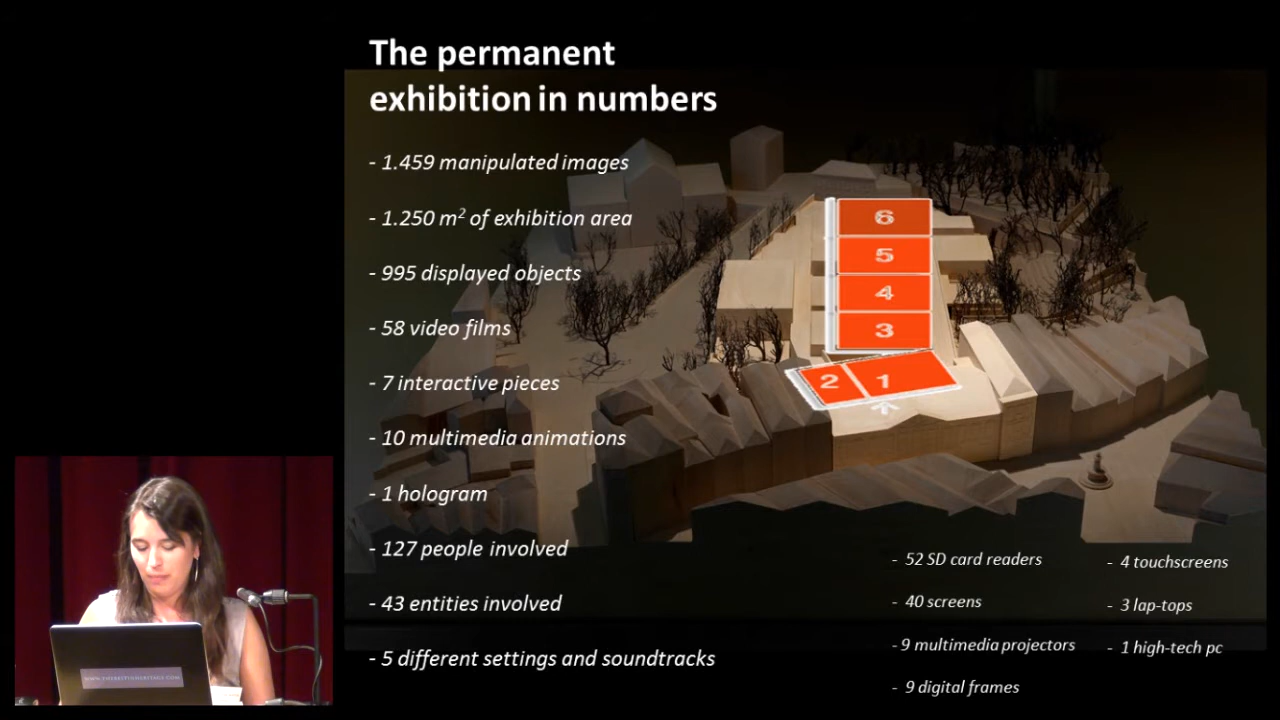 The permanent
exhibition in numbers
- 1.459 manipulated images
- 1.250 m² of exhibition area
- 995 displayed objects
- 58 video films
- 7 interactive pieces
- 10 multimedia animations
- 1 hologram
- 127 people involved
- 43 entities involved
- 5 different settings and soundtracks
6
5
4
3
2 1
- 52 SD card readers
- 40 screens
- 9 multimedia projectors
- 9 digital frames
- 4 touchscreens
- 3 lap-tops
- 1 high-tech pc